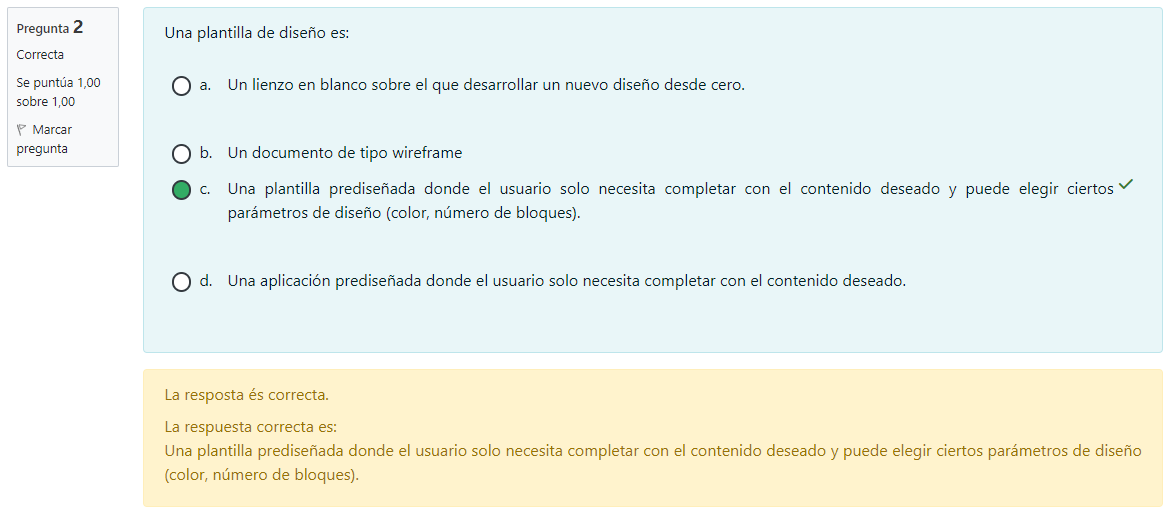 Pregunta 2
Correcta
Se puntúa 1,00
sobre 1,00
Marcar
pregunta
Una plantilla de diseño es:
a. Un lienzo en blanco sobre el que desarrollar un nuevo diseño desde cero.
b. Un documento de tipo wireframe
c. Una plantilla prediseñada donde el usuario solo necesita completar con el contenido deseado y puede elegir ciertos
parámetros de diseño (color, número de bloques).
d. Una aplicación prediseñada donde el usuario solo necesita completar con el contenido deseado.
La resposta és correcta.
La respuesta correcta es:
Una plantilla prediseñada donde el usuario solo necesita completar con el contenido deseado y puede elegir ciertos parámetros de diseño
(color, número de bloques).